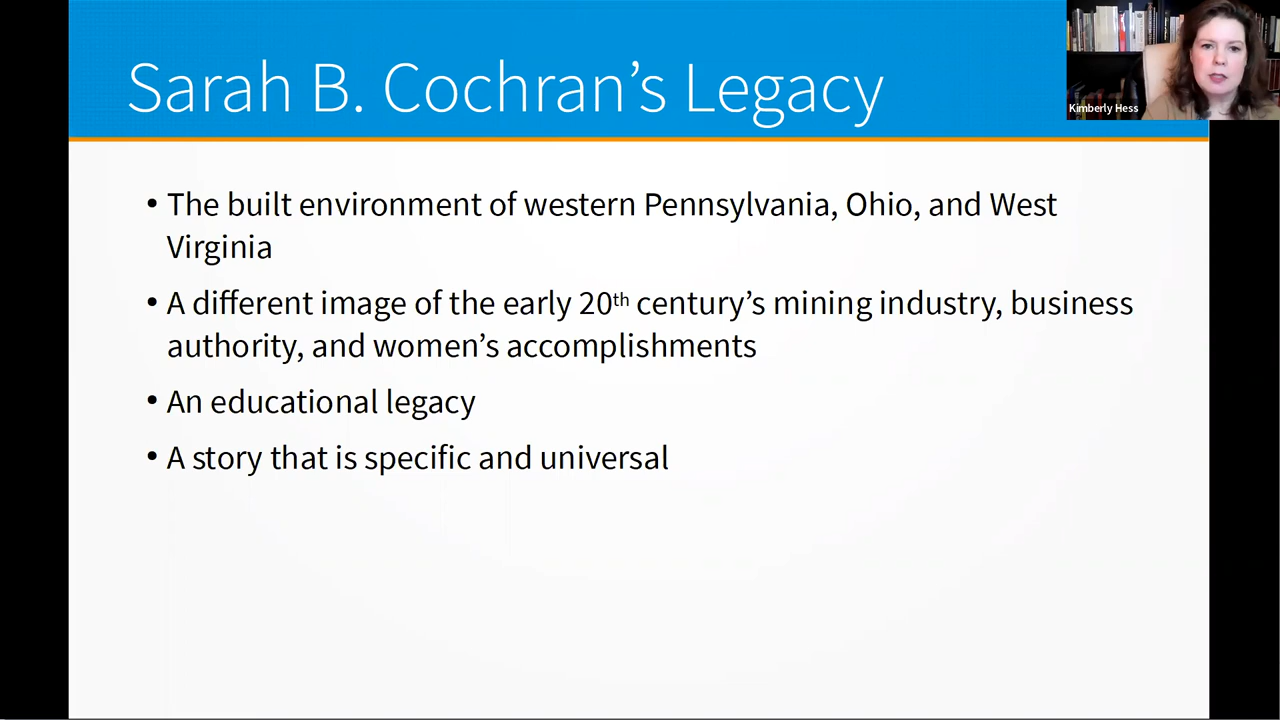 Sarah B. Cochran’s Legacy
Kimberly Hess
• The built environment of western Pennsylvania, Ohio, and West
Virginia
• A different image of the early 20th century’s mining industry, business
authority, and women’s accomplishments
• An educational legacy
• A story that is specific and universal